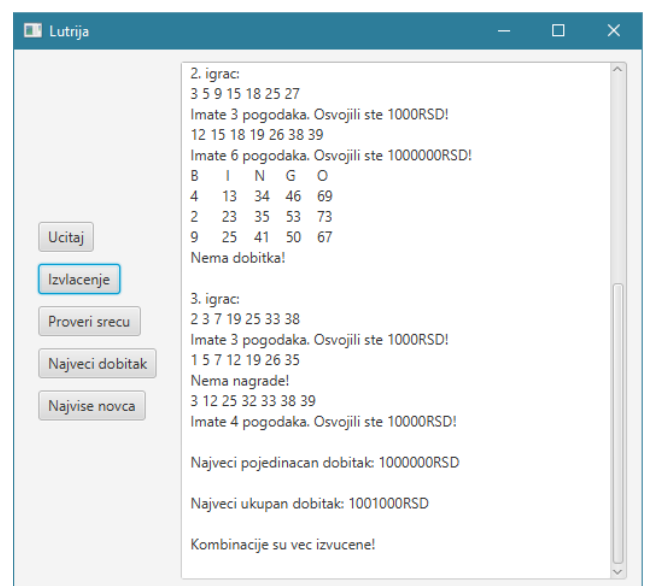 Lutrija
Ucitaj
Izvlacenje
Proveri srecu
Najveci dobitak
Najvise novca
2. igrac:
3 5 9 15 18 25 27
Imate 3 pogodaka. Osvojili ste 1000RSD!
12 15 18 19 26 38 39
Imate 6 pogodaka. Osvojili ste 1000000RSD!
B I N G O
4 13 34 46 69
2 23 35 53 73
9 25 41 50 67
Nema dobitka!
3. igrac:
2 3 7 19 25 33 38
Imate 3 pogodaka. Osvojili ste 1000RSD!
1 5 7 12 19 26 35
Nema nagrade!
3 12 25 32 33 38 39
Imate 4 pogodaka. Osvojili ste 10000RSD!
Najveci pojedinacan dobitak: 1000000RSD
Najveci ukupan dobitak: 1001000RSD
Kombinacije su vec izvucene!